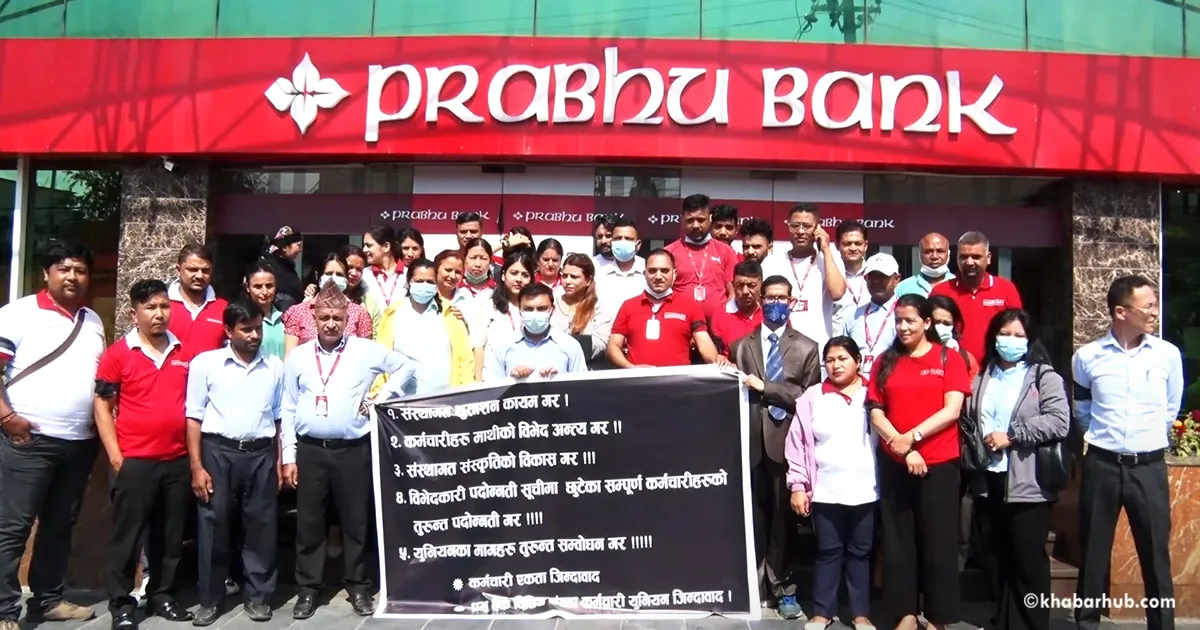 PRABHU BANK
PRABHU BANK PRABHU BANK PRABHU BANK
१. संस्थागत सुशाशन कायम गर !
२. कर्मचारीहरु माथीको विभेद अन्त्य गर !!
३. संस्थागत संस्कृतिको विकास गर !!!
४. विभेदकारी पदोन्नती सूचीमा छुटेका सम्पूर्ण कर्मचारीहरुको
तुरुन्त पदोन्नती गर !!!!
५. युनियनका मागहरु तुरुन्त सम्वोधन गर !!!!!
कर्मचारी एकता जिन्दावाद
कर्मचारी युनियन जिन्दावाद !
©khabarhub.com